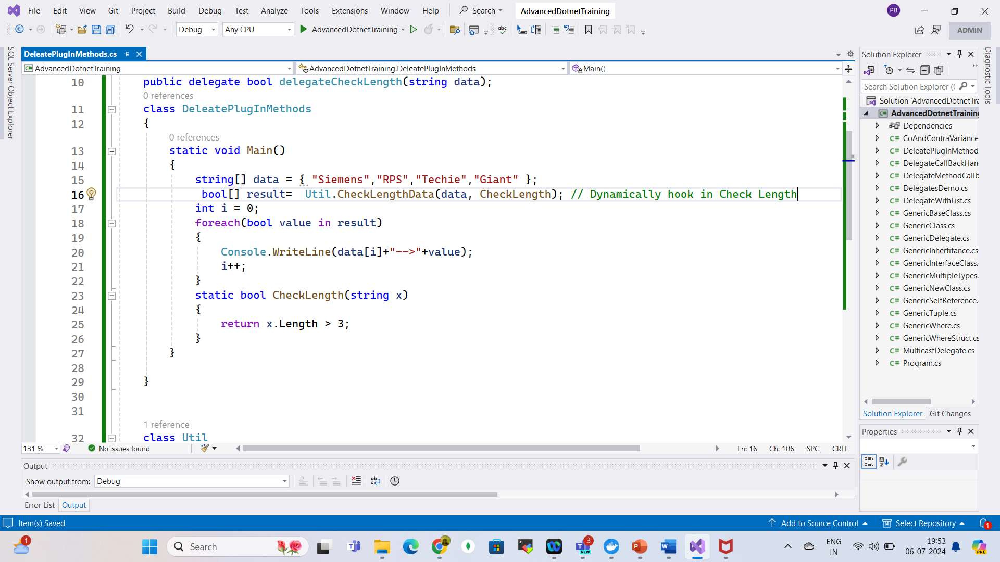 File Edit View Git Project Build Debug Test Analyze Tools Extensions Window Help Search AdvancedDotnetTraining PB
Debug Any CPU AdvancedDotnetTraining ADMIN
SQL Server Object Explorer
DeleatePlugInMethods.cs
AdvancedDotnetTraining AdvancedDotnetTraining.DeleatePlugInMethods Main()
10 public delegate bool delegateCheckLength(string data);
0 references
11 class DeleatePlugInMethods
12 {
0 references
13 static void Main()
14 {
15 string[] data = { "Siemens","RPS","Techie","Giant" };
16 bool[] result=  Util.CheckLengthData(data, CheckLength); // Dynamically hook in Check Length
17 int i = 0;
18 foreach(bool value in result)
19 {
20 Console.WriteLine(data[i]+"-->"+value);
21 i++;
22 }
23 static bool CheckLength(string x)
24 {
25 return x.Length > 3;
26 }
27 }
28
29 }
30
31
1 reference
32 class Util
131 % No issues found Ln: 16 Ch: 106 SPC CRLF
Output
Show output from: Debug
Error List Output
Solution Explorer
Search Solution Explorer (
Solution 'AdvancedDotnetTra
AdvancedDotnetTraining
Dependencies
C# CoAndContraVariance
C# DeleatePlugInMethod
C# DelegateCallBackHan
C# DelegateMethodCallb
C# DelegatesDemo.cs
C# DelegateWithList.cs
C# GenericBaseClass.cs
C# GenericClass.cs
C# GenericDelegate.cs
C# GenericInhertitance.cs
C# GenericInterfaceClass.
C# GenericMultipleTypes.
C# GenericNewClass.cs
C# GenericSelfReference.
C# GenericTuple.cs
C# GenericWhere.cs
C# GenericWhereStruct.cs
C# MulticastDelegate.cs
C# Program.cs
Solution Explorer Git Changes
Properties
Diagnostic Tools
Item(s) Saved Add to Source Control Select Repository 1
1 Search 3 NEW ENG IN 19:53 06-07-2024 PRE